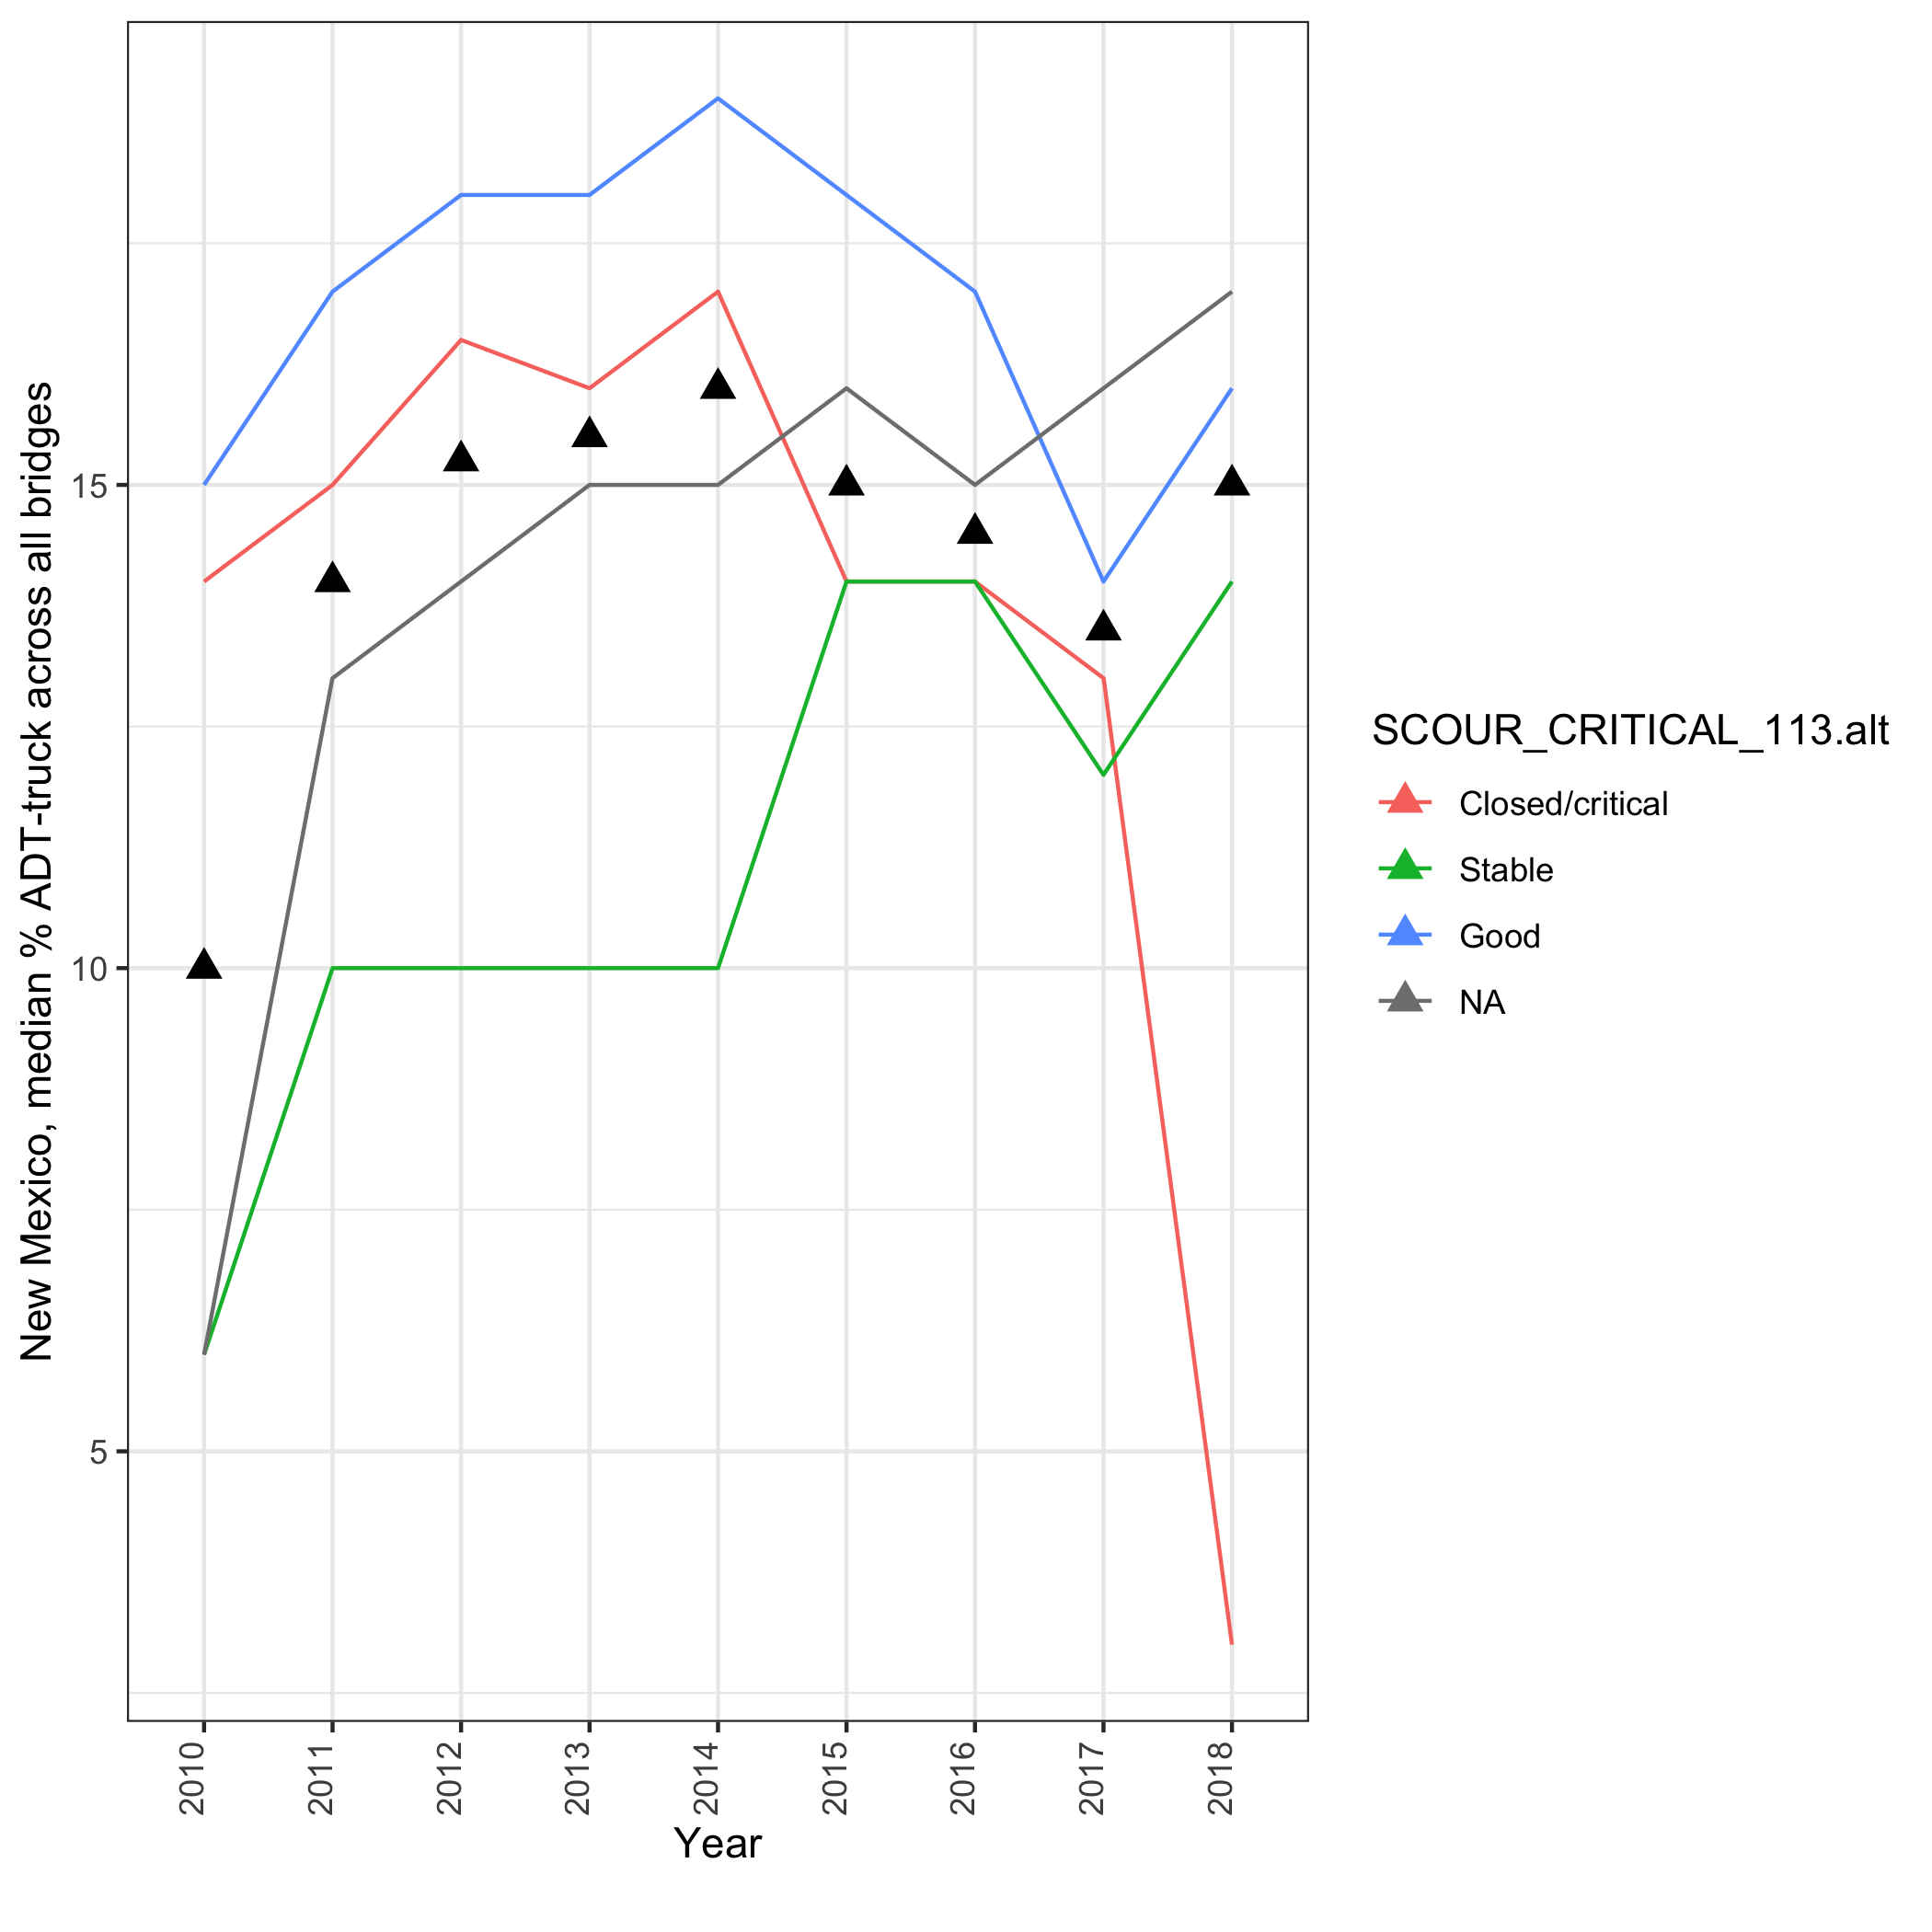 New Mexico, median % ADT-truck across all bridges
15
10
5
2010
2011
2012
2013
2014
2015
2016
2017
2018
Year
SCOUR_CRITICAL_113.alt
Closed/critical
Stable
Good
NA